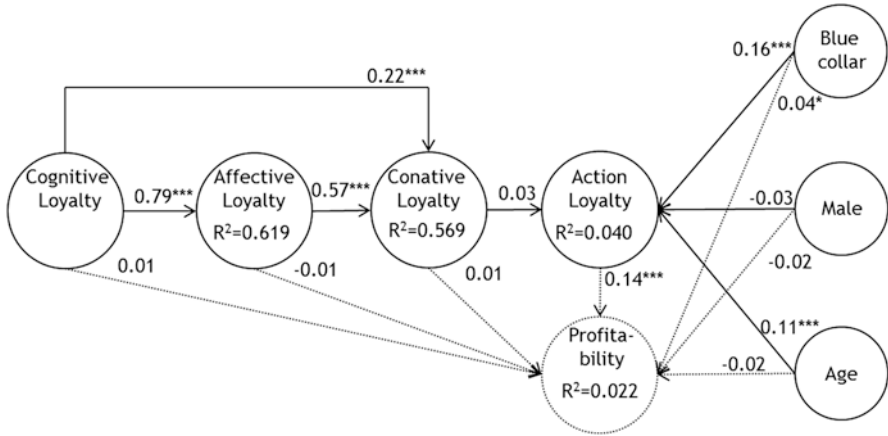 Blue
collar
0.16***
0.22***
0.04*
Cognitive
Loyalty
0.79***
Affective
Loyalty
R²=0.619
0.57***
Conative
Loyalty
R²=0.569
0.03
Action
Loyalty
R²=0.040
-0.03
Male
0.01
-0.01
0.01
0.14***
-0.02
0.11***
Profita-
bility
R²=0.022
-0.02
Age